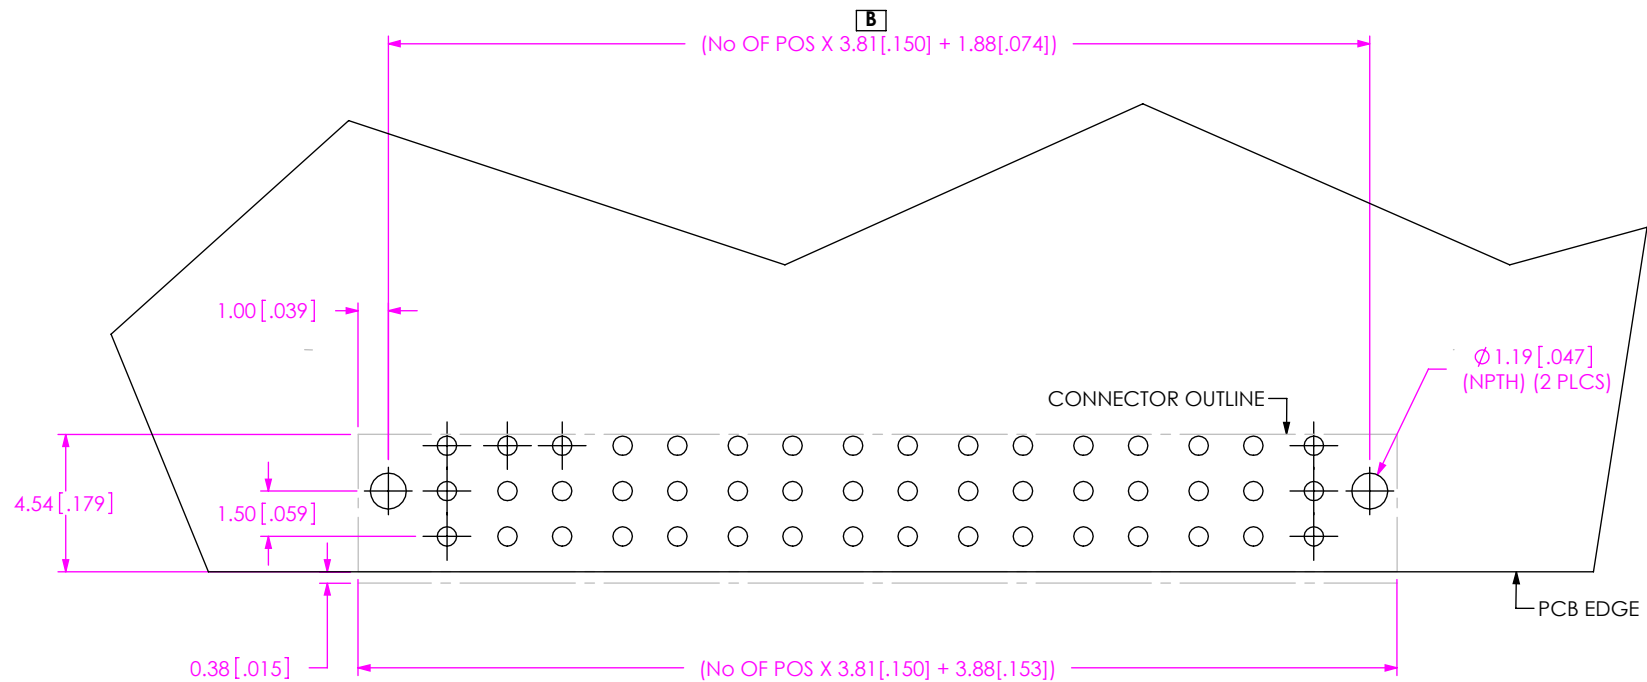 B
(No OF POS X 3.81[.150] + 1.88[.074])
1.00[.039]
Ø1.19[.047]
(NPTH) (2 PLCS)
CONNECTOR OUTLINE
4.54[.179]
1.50[.059]
PCB EDGE
0.38[.015]
(No OF POS X 3.81[.150] + 3.88[.153])